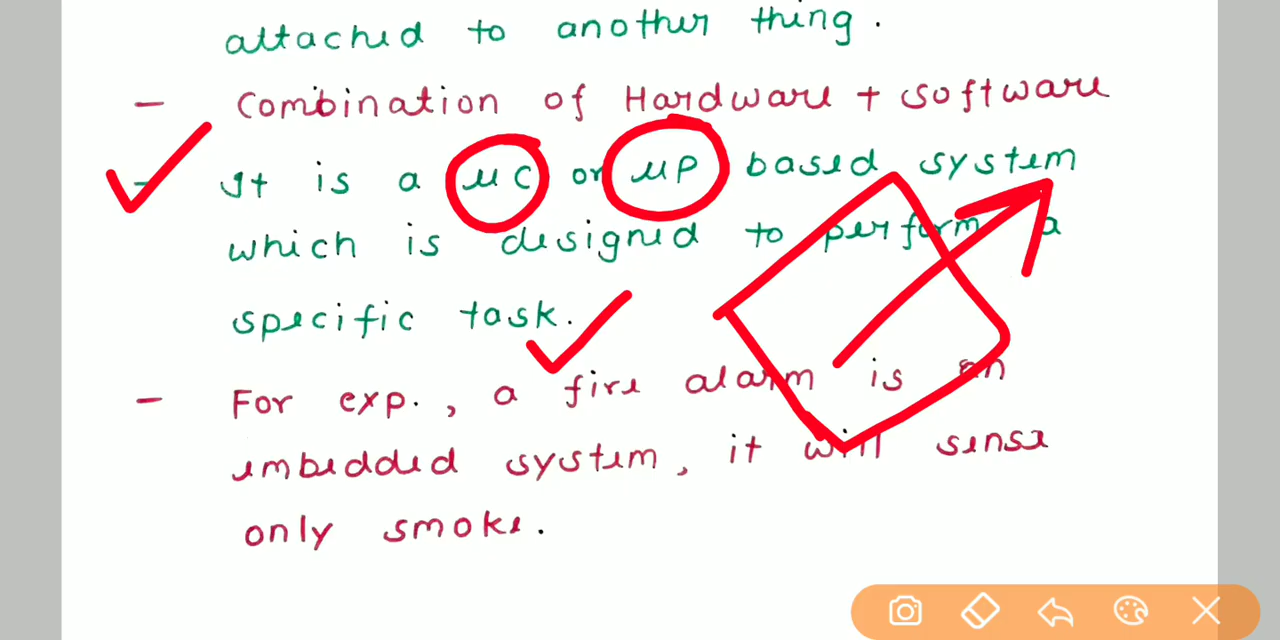 attached to another thing.
- Combination of Hardware + software
- It is a μC or μP based system
which is designed to perform a
specific task.
- For exp., a fire alarm is an
embedded system, it will sense
only smoke.